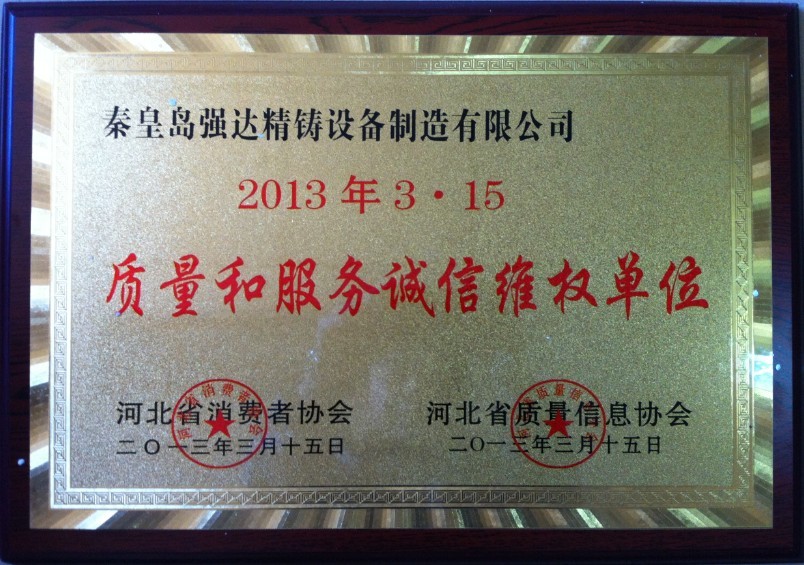 秦皇岛强达精铸设备制造有限公司
2013年3·15
质量和服务诚信维权单位
河北省消费者协会
二〇一三年三月十五日
河北省质量信息协会
二〇一三年三月十五日